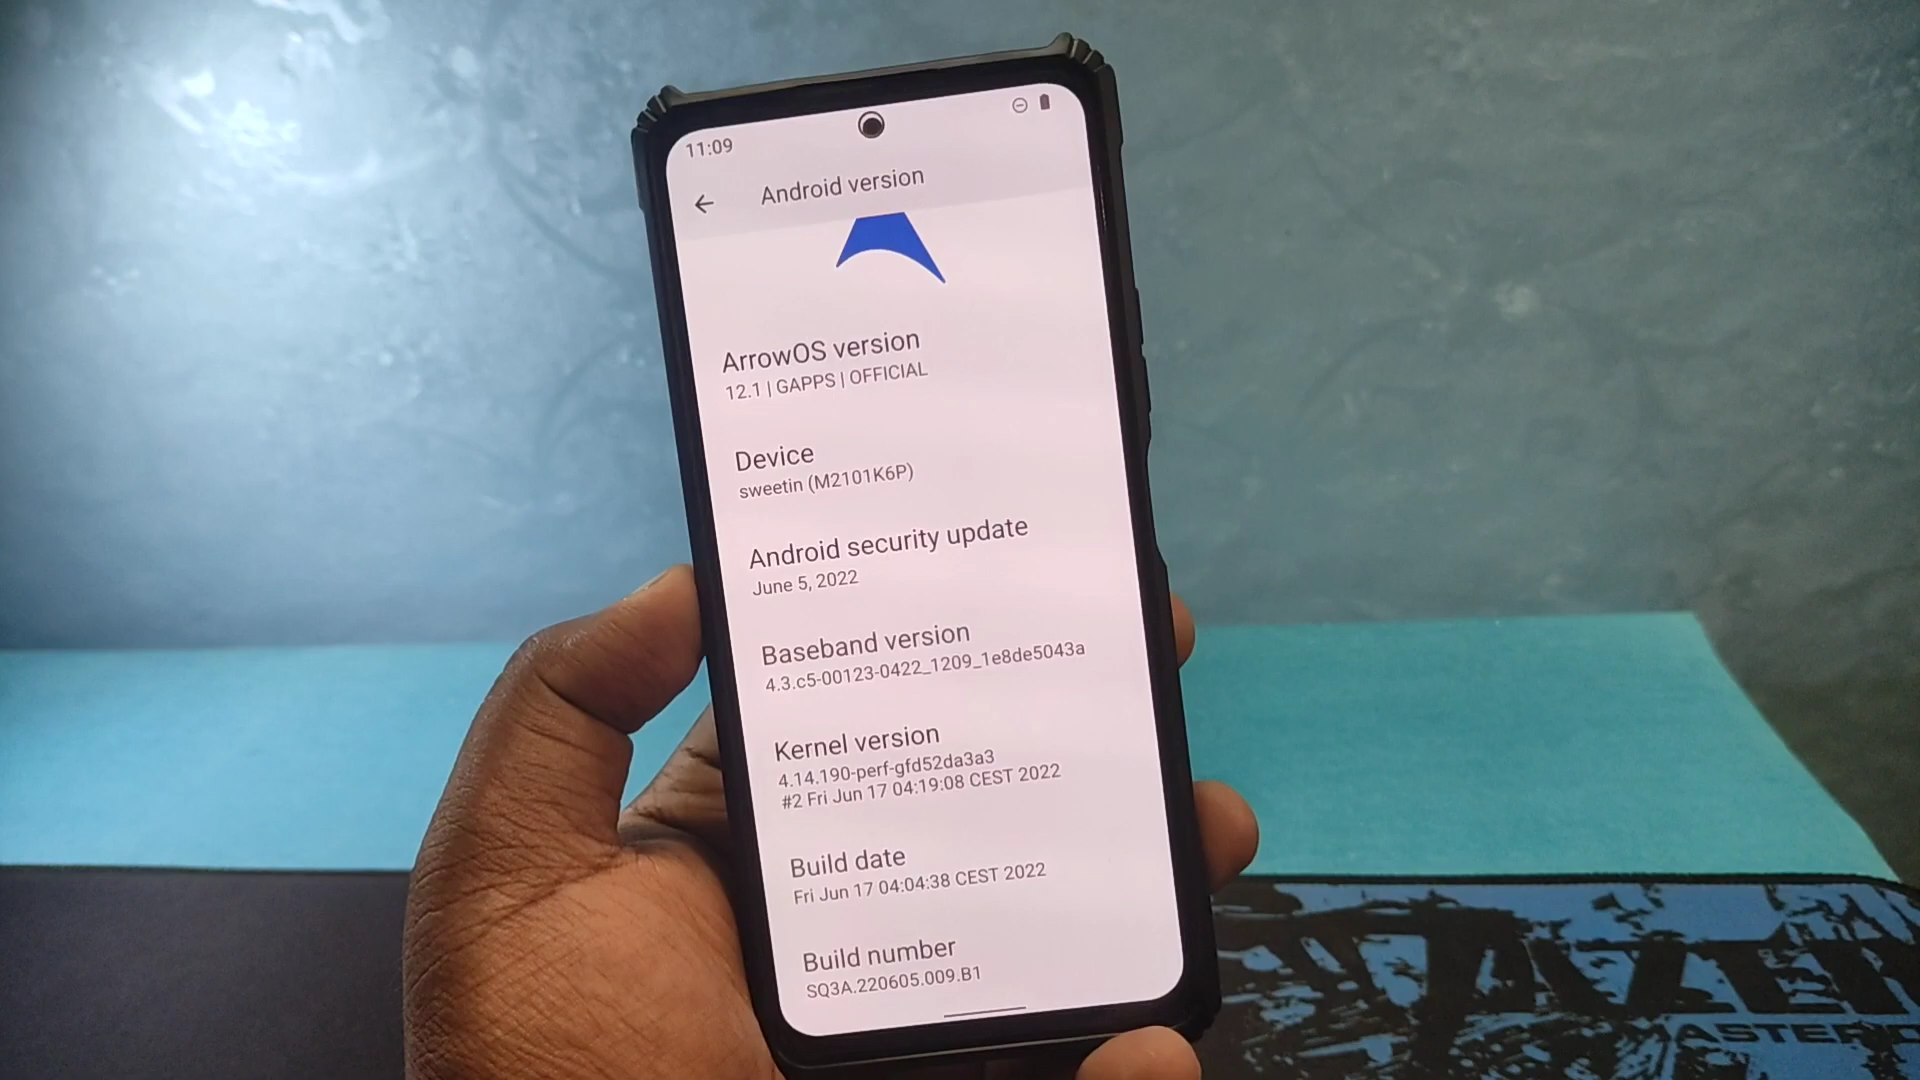 11:09
Android version
ArrowOS version
12.1 | GAPPS | OFFICIAL
Device
sweetin (M2101K6P)
Android security update
June 5, 2022
Baseband version
4.3.c5-00123-0422_1209_1e8de5043a
Kernel version
4.14.190-perf-gfd52da3a3
#2 Fri Jun 17 04:19:08 CEST 2022
Build date
Fri Jun 17 04:04:38 CEST 2022
Build number
SQ3A.220605.009.B1